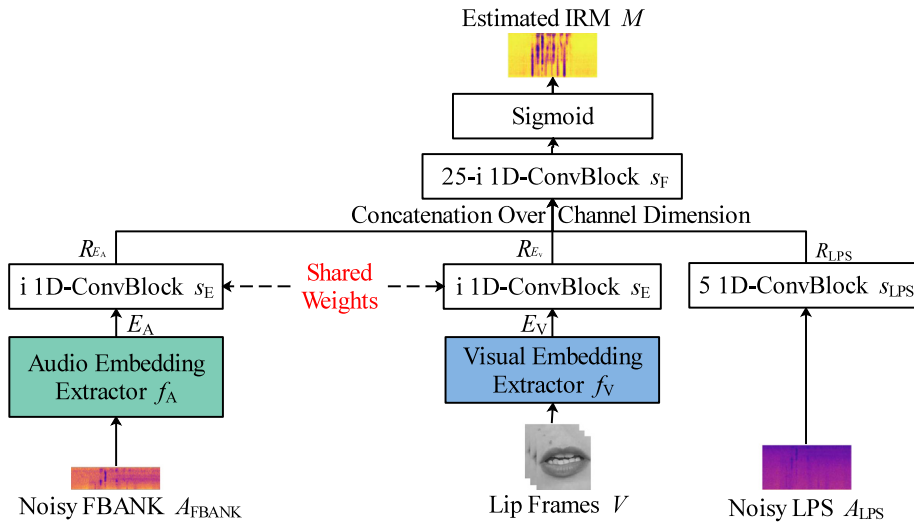 Estimated IRM M
Sigmoid
25-i 1D-ConvBlock sF
Concatenation Over Channel Dimension
REA
REv
RLPS
i 1D-ConvBlock sE
Shared
Weights
i 1D-ConvBlock sE
5 1D-ConvBlock sLPS
EA
EV
Audio Embedding
Extractor fA
Visual Embedding
Extractor fV
Noisy FBANK AFBANK
Lip Frames V
Noisy LPS ALPS